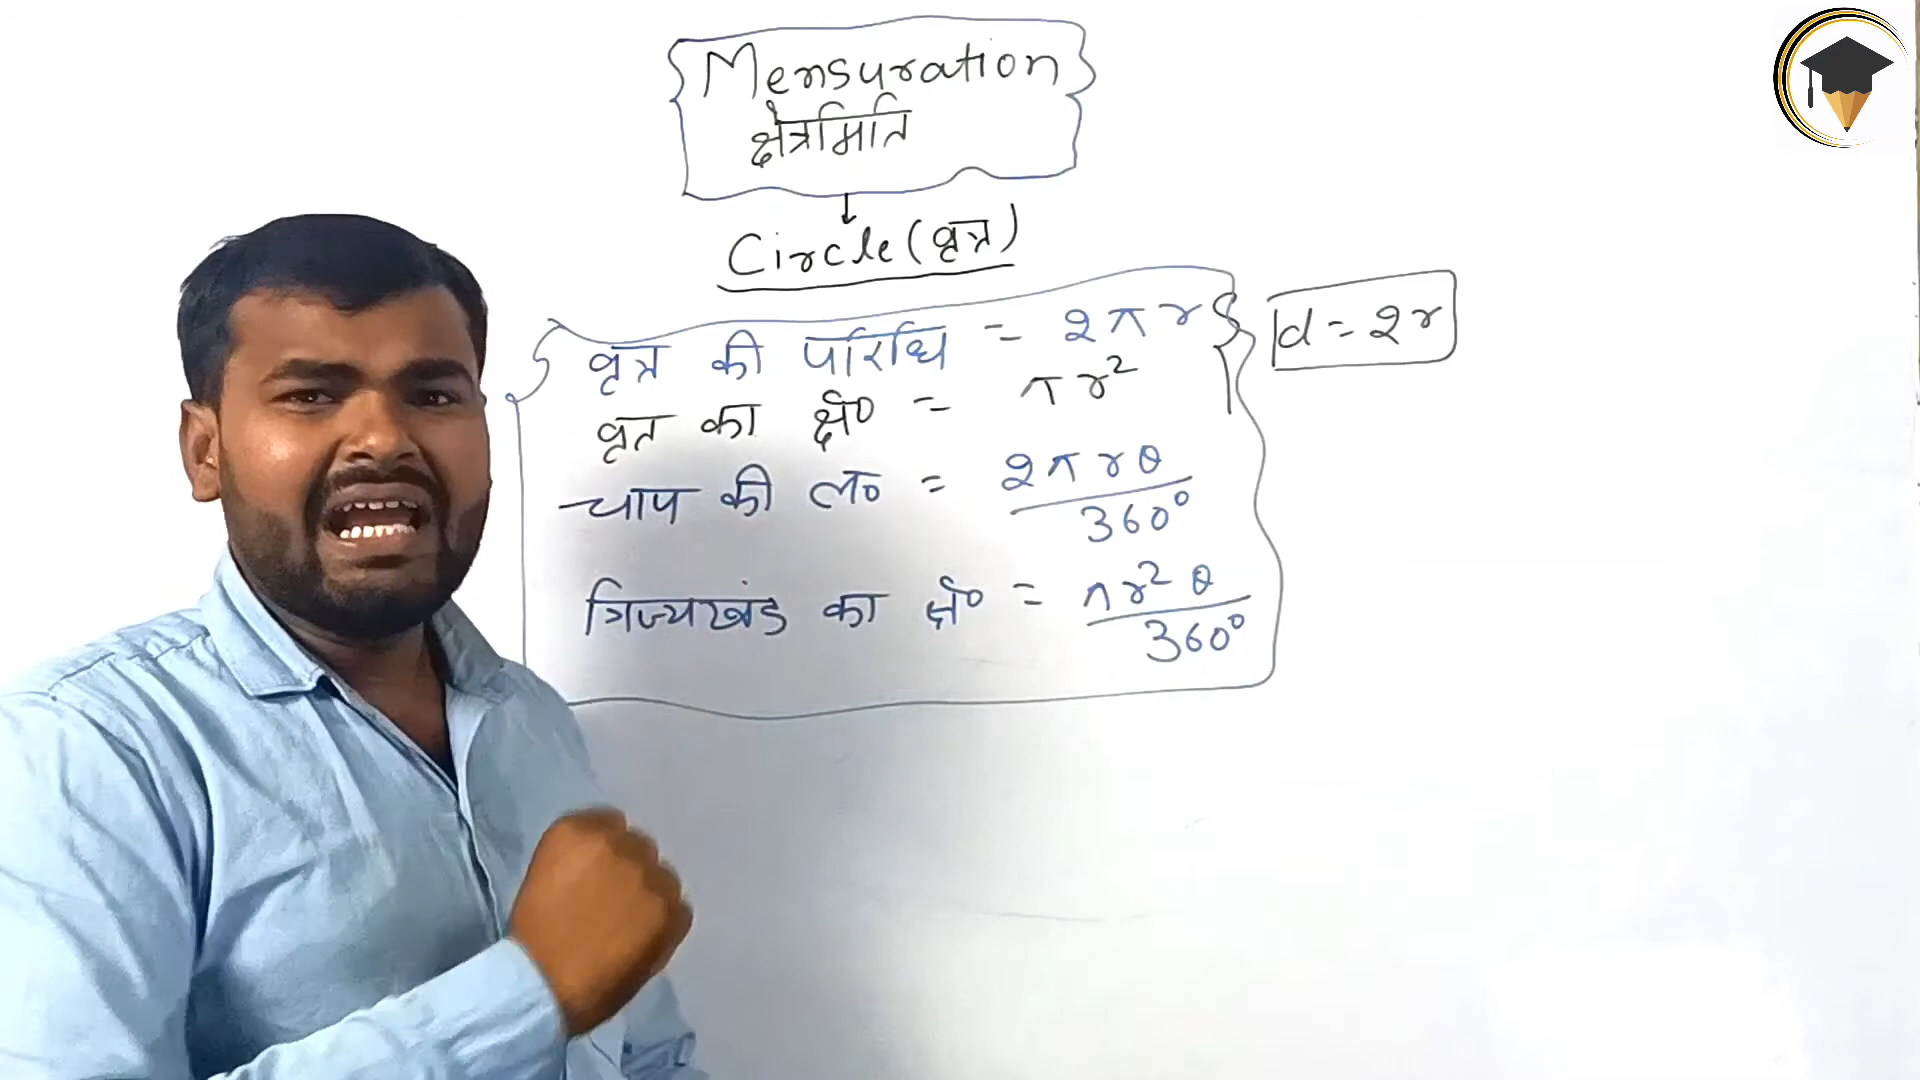 Mensuration
क्षेत्रमिति
Circle (वृत्त)
वृत्त की परिधि = 2πr
d = 2r
वृत का क्षे० = πr²
चाप की ल० = 2πrθ / 360°
त्रिज्यखंड का क्षे० = πr²θ / 360°